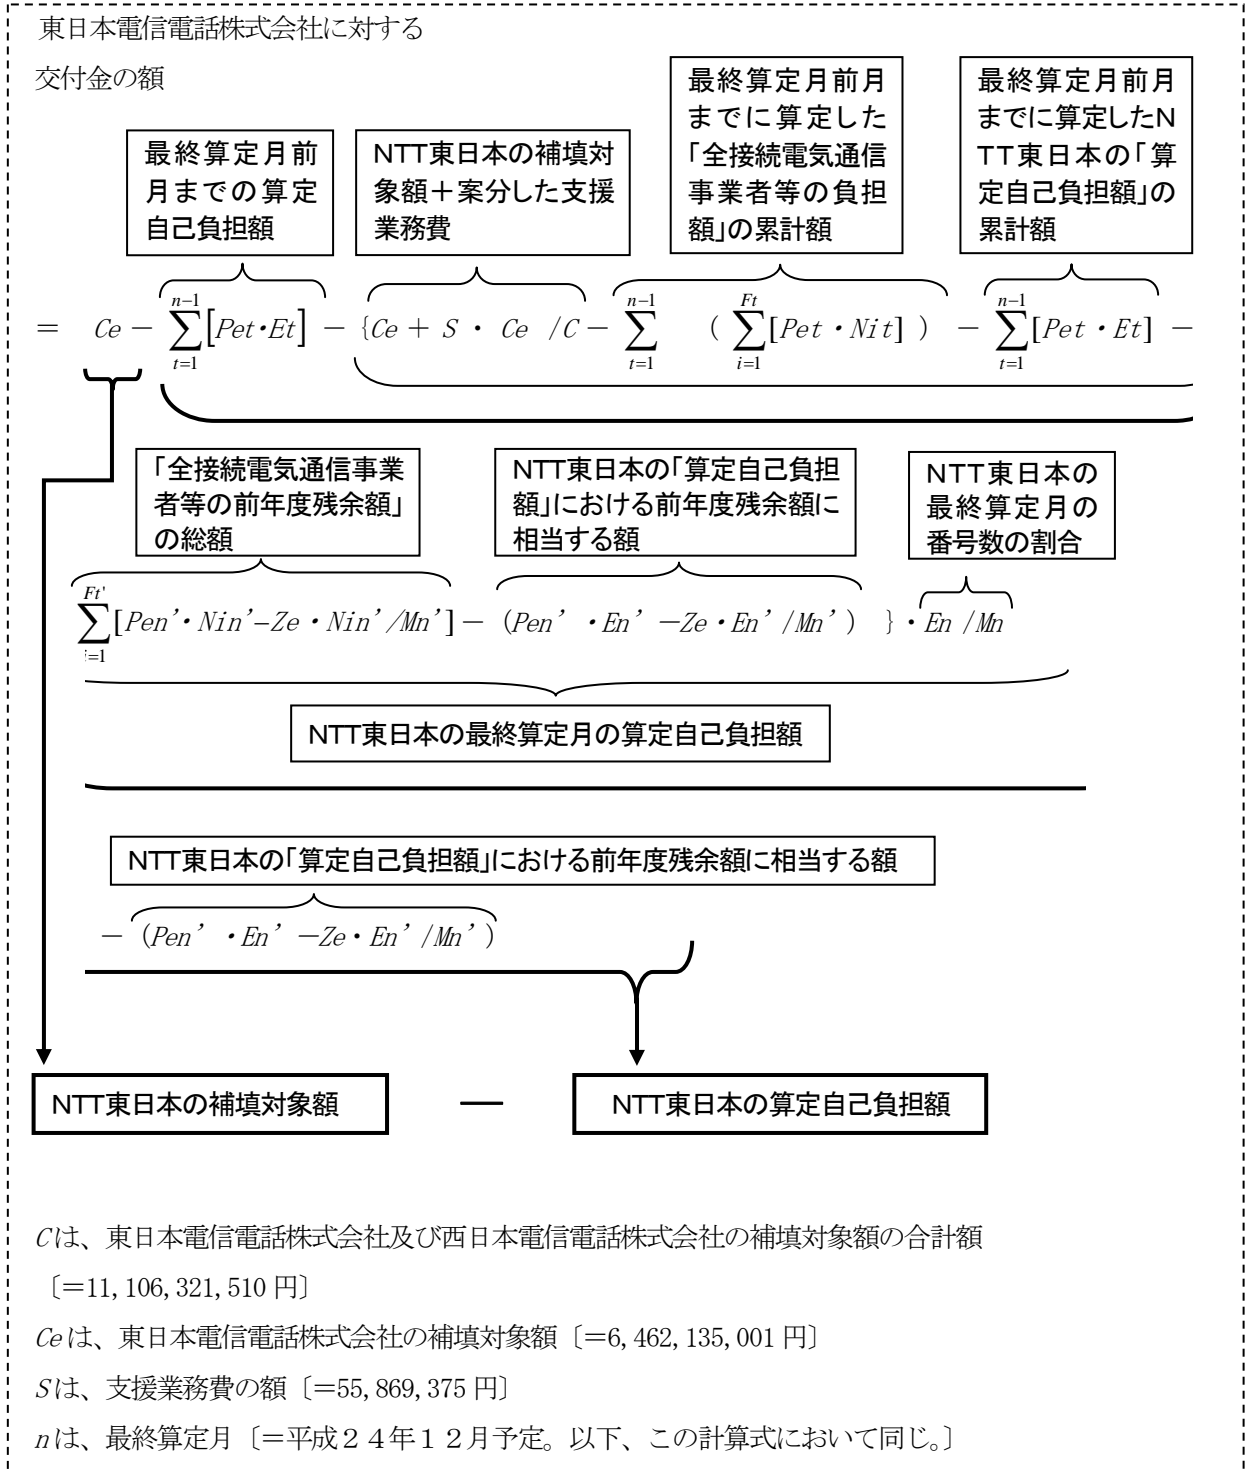 東日本電信電話株式会社に対する
交付金の額
最終算定月前
月までの算定
自己負担額
NTT東日本の補填対
象額＋案分した支援
業務費
最終算定月前月
までに算定した
「全接続電気通信
事業者等の負担
額」の累計額
最終算定月前月
までに算定したN
TT東日本の「算
定自己負担額」の
累計額
＝ Ce － ∑[t=1, n−1][Pet・Et] － {Ce ＋ S ・ Ce /C － ∑[t=1, n−1] ( ∑[i=1, Ft][Pet・Nit] ) － ∑[t=1, n−1][Pet・Et] －
「全接続電気通信事業
者等の前年度残余額」
の総額
NTT東日本の「算定自己負担
額」における前年度残余額に
相当する額
NTT東日本の
最終算定月の
番号数の割合
∑[i=1, Ft'][Pen'・Nin'－Ze・Nin'/Mn']－ (Pen' ・En' －Ze・En'/Mn') }・En/Mn
NTT東日本の最終算定月の算定自己負担額
NTT東日本の「算定自己負担額」における前年度残余額に相当する額
－ (Pen' ・En' －Ze・En'/Mn')
NTT東日本の補填対象額 ― NTT東日本の算定自己負担額
Cは、東日本電信電話株式会社及び西日本電信電話株式会社の補填対象額の合計額
〔＝11,106,321,510 円〕
Ceは、東日本電信電話株式会社の補填対象額〔＝6,462,135,001 円〕
Sは、支援業務費の額〔＝55,869,375 円〕
nは、最終算定月〔＝平成２４年１２月予定。以下、この計算式において同じ。〕